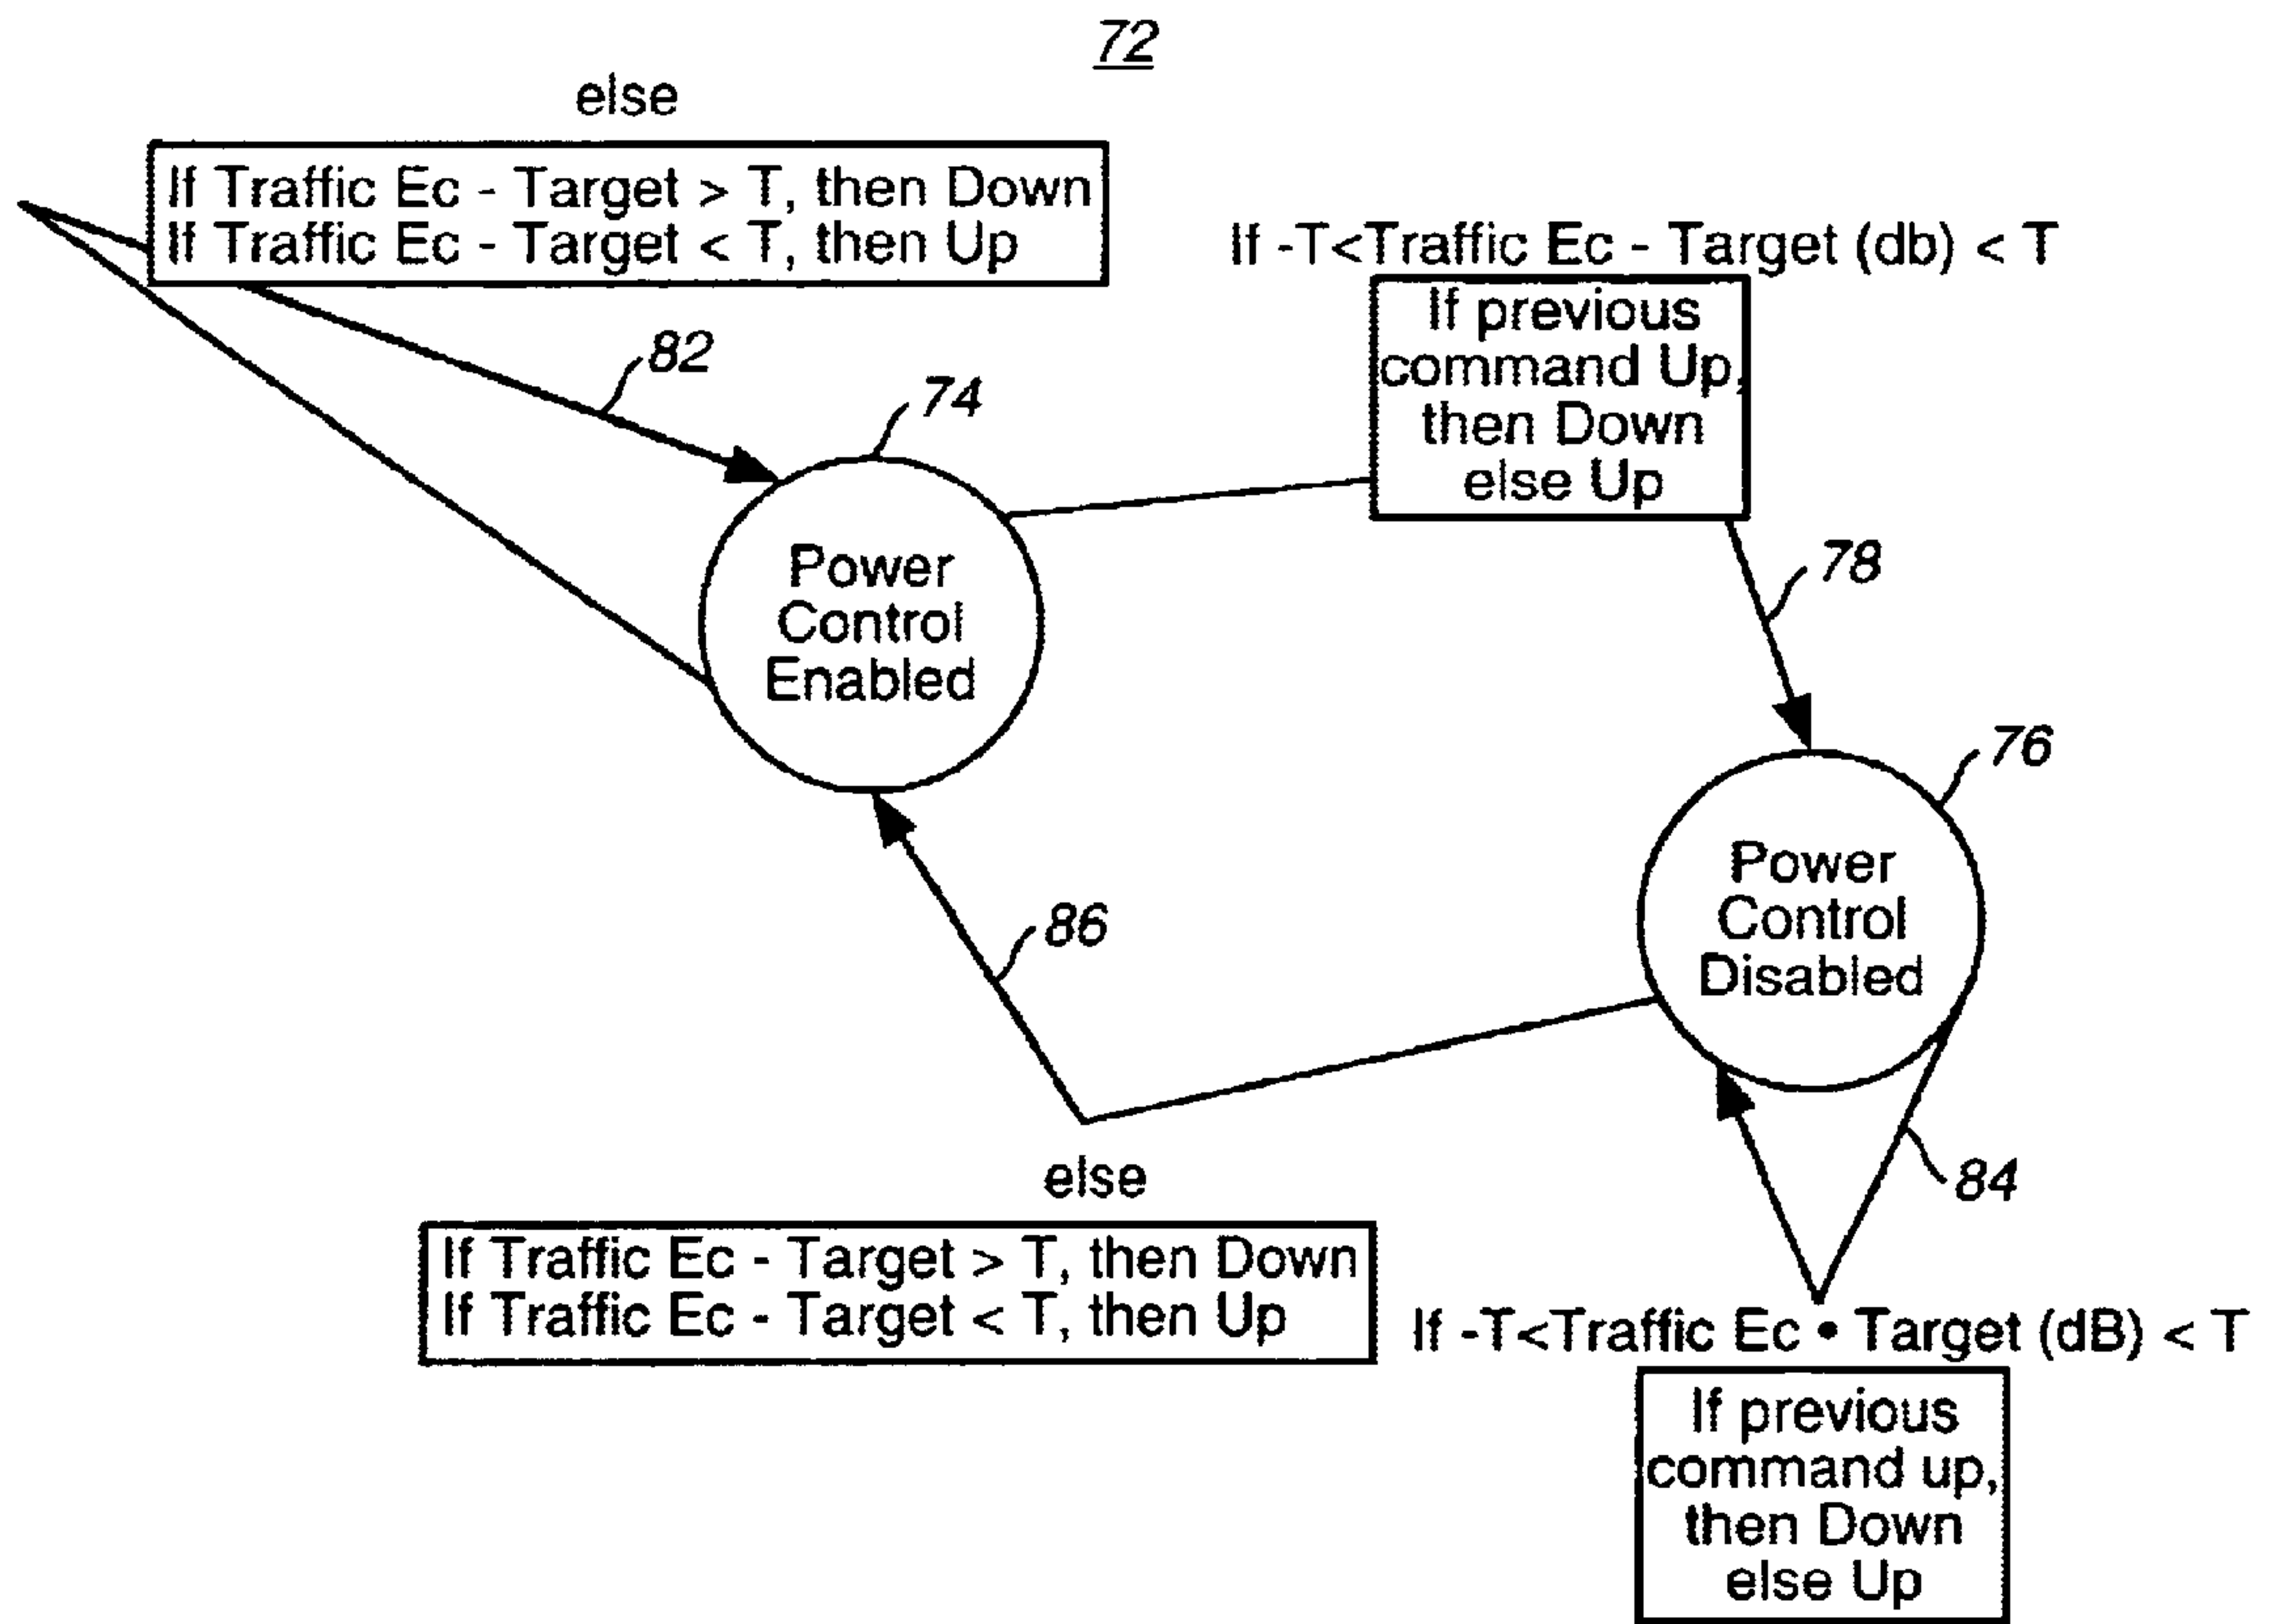 72
else
If Traffic Ec - Target > T, then Down
If Traffic Ec - Target < T, then Up
If -T<Traffic Ec - Target (db) < T
If previous
command Up,
then Down
else Up
82
74
78
Power
Control
Enabled
76
Power
Control
Disabled
86
84
else
If Traffic Ec - Target > T, then Down
If Traffic Ec - Target < T, then Up
If -T<Traffic Ec • Target (dB) < T
If previous
command up,
then Down
else Up